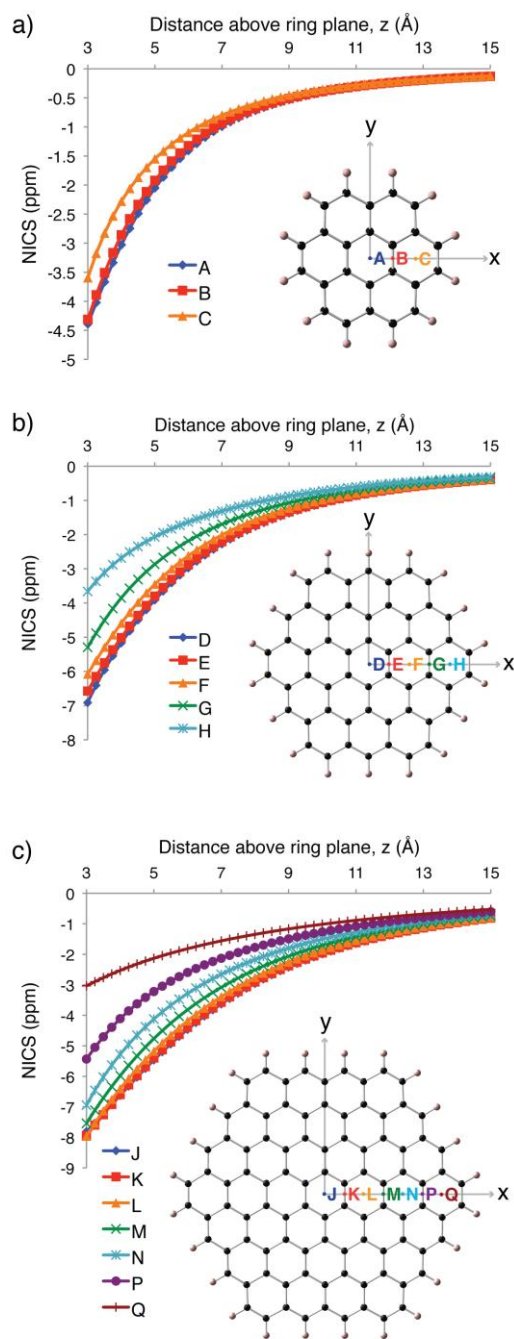 a)
Distance above ring plane, z (Å)
3 5 7 9 11 13 15
0
-0.5
-1
-1.5
-2
-2.5
-3
-3.5
-4
-4.5
-5
NICS (ppm)
A
B
C
y
A B C x
b)
Distance above ring plane, z (Å)
3 5 7 9 11 13 15
0
-1
-2
-3
-4
-5
-6
-7
-8
NICS (ppm)
D
E
F
G
H
y
D E F G H x
c)
Distance above ring plane, z (Å)
3 5 7 9 11 13 15
0
-1
-2
-3
-4
-5
-6
-7
-8
-9
NICS (ppm)
J
K
L
M
N
P
Q
y
J K L M N P Q x